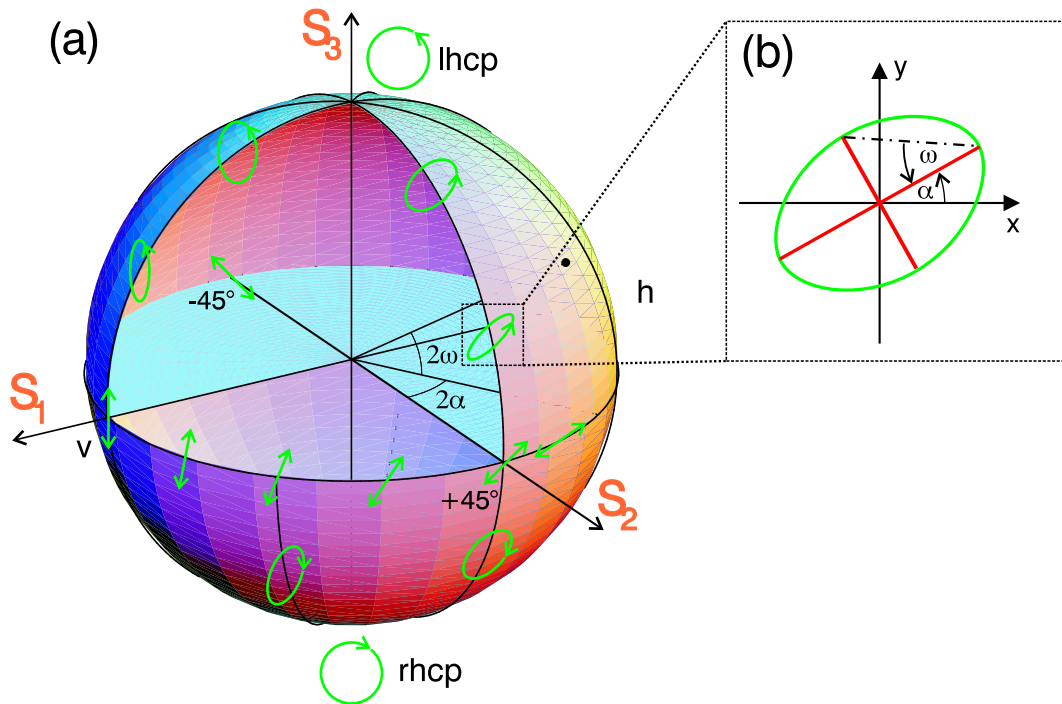 (a)
S3
lhcp
(b)
y
ω
α
x
h
-45°
2ω
2α
S1
v
+45°
S2
rhcp